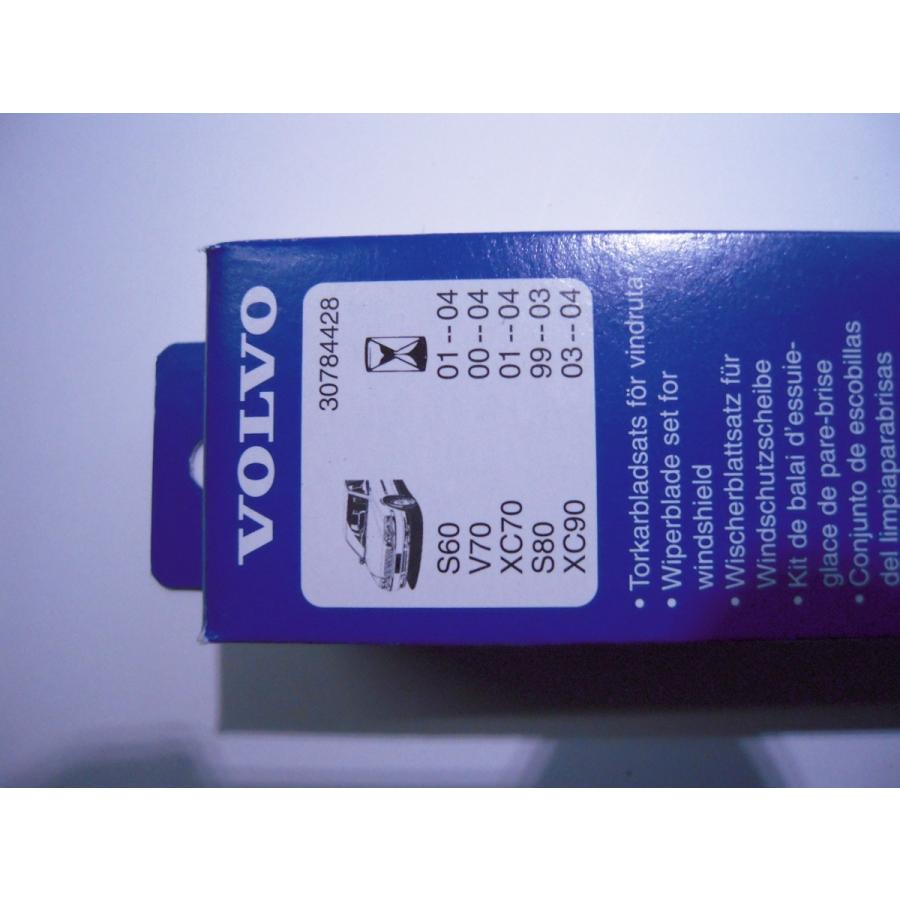 VOLVO
30784428
S60 01--04
V70 00--04
XC70 01--04
S80 99--03
XC90 03--04
• Torkarbladsats för vindruta
• Wiperblade set for
windshield
• Wischerblattsatz für
Windschutzscheibe
• Kit de balai d'essuie-
glace de pare-brise
• Conjunto de escobillas
del limpiaparabrisas